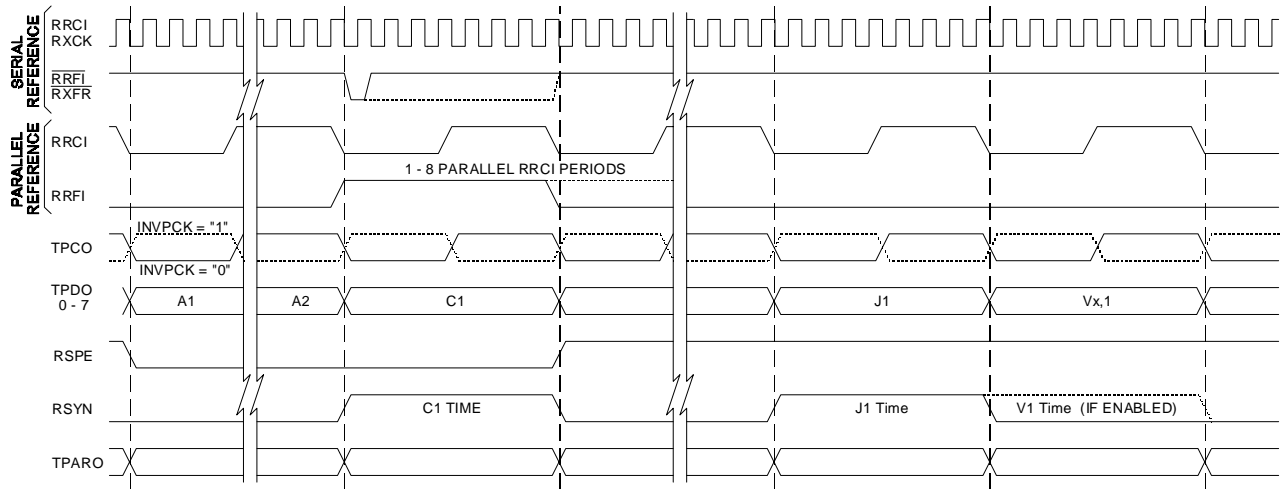 SERIAL
REFERENCE
RRCI
RXCK
RRFI
RXFR
PARALLEL
REFERENCE
RRCI
1 - 8 PARALLEL RRCI PERIODS
RRFI
INVPCK = "1"
TPCO
INVPCK = "0"
TPDO
0 - 7
A1
A2
C1
J1
Vx,1
RSPE
RSYN
C1 TIME
J1 Time
V1 Time (IF ENABLED)
TPARO